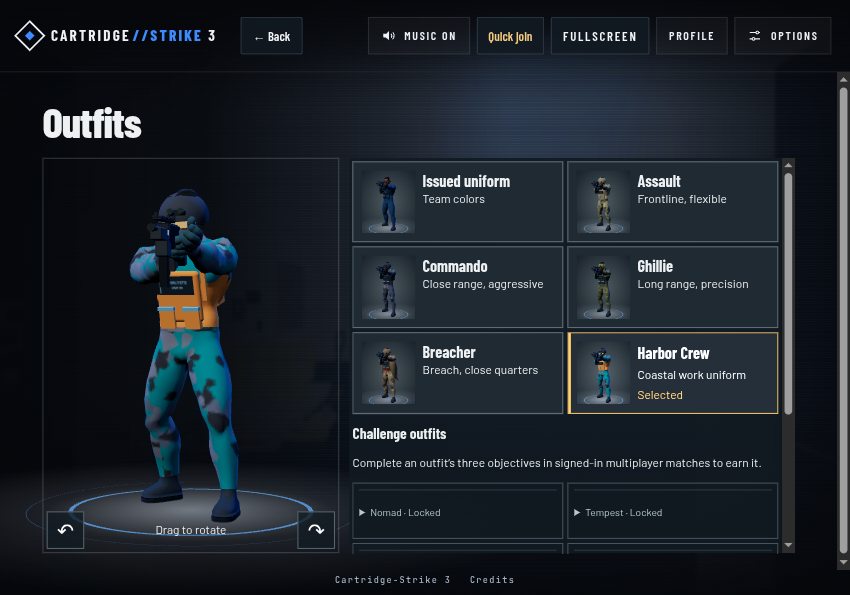 CARTRIDGE//STRIKE 3
← Back
MUSIC ON
Quick join
FULLSCREEN
PROFILE
OPTIONS
Outfits
Drag to rotate
Issued uniform
Team colors
Assault
Frontline, flexible
Commando
Close range, aggressive
Ghillie
Long range, precision
Breacher
Breach, close quarters
Harbor Crew
Coastal work uniform
Selected
Challenge outfits
Complete an outfit's three objectives in signed-in multiplayer matches to earn it.
▶ Nomad · Locked
▶ Tempest · Locked
Cartridge-Strike 3
Credits